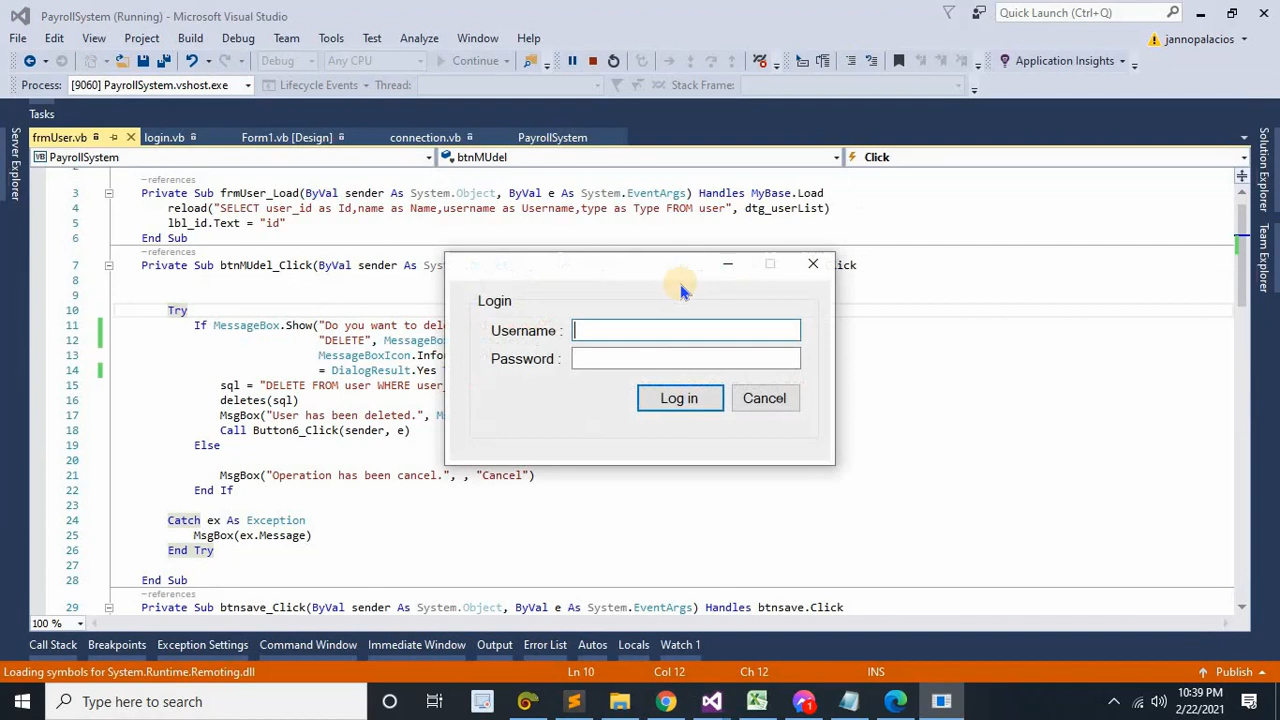 PayrollSystem (Running) - Microsoft Visual Studio
Quick Launch (Ctrl+Q)
File Edit View Project Build Debug Team Tools Test Analyze Window Help
jannopalacios
Debug Any CPU Continue Application Insights
Process: [9060] PayrollSystem.vshost.exe Lifecycle Events Thread: Stack Frame:
Tasks
frmUser.vb login.vb Form1.vb [Design] connection.vb PayrollSystem
PayrollSystem btnMUdel Click
Server Explorer
Solution Explorer
Team Explorer
-references
3 Private Sub frmUser_Load(ByVal sender As System.Object, ByVal e As System.EventArgs) Handles MyBase.Load
4 reload("SELECT user_id as Id,name as Name,username as Username,type as Type FROM user", dtg_userList)
5 lbl_id.Text = "id"
6 End Sub
-references
7 Private Sub btnMUdel_Click(ByVal sender As
8
9
10 Try
11 If MessageBox.Show("Do you want to
12 "DELETE",
13
14 = DialogResult.Yes
15 sql = "DELETE FROM user WHERE
16 deletes(sql)
17 MsgBox("User has been deleted.",
18 Call Button6_Click(sender, e)
19 Else
20
21 MsgBox("Operation has been cancel.", , "Cancel")
22 End If
23
24 Catch ex As Exception
25 MsgBox(ex.Message)
26 End Try
27
28 End Sub
-references
29 Private Sub btnsave_Click(ByVal sender As System.Object, ByVal e As System.EventArgs) Handles btnsave.Click
Login
Username :
Password :
Log in Cancel
100 %
Call Stack Breakpoints Exception Settings Command Window Immediate Window Output Error List Autos Locals Watch 1
Loading symbols for System.Runtime.Remoting.dll Ln 10 Col 12 Ch 12 INS Publish
Type here to search
1
10:39 PM
2/22/2021